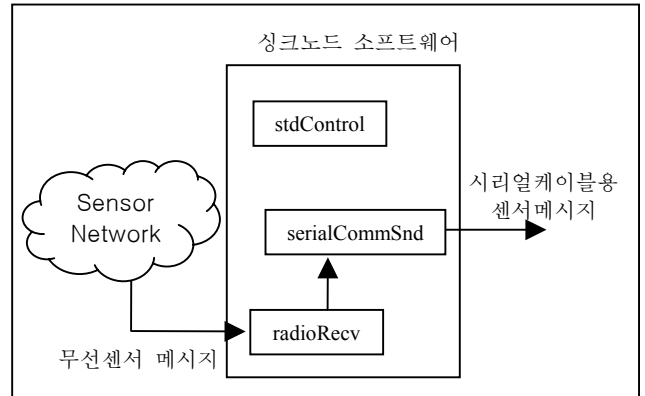 싱크노드 소프트웨어
stdControl
시리얼케이블용
센서메시지
Sensor
Network
serialCommSnd
radioRecv
무선센서 메시지